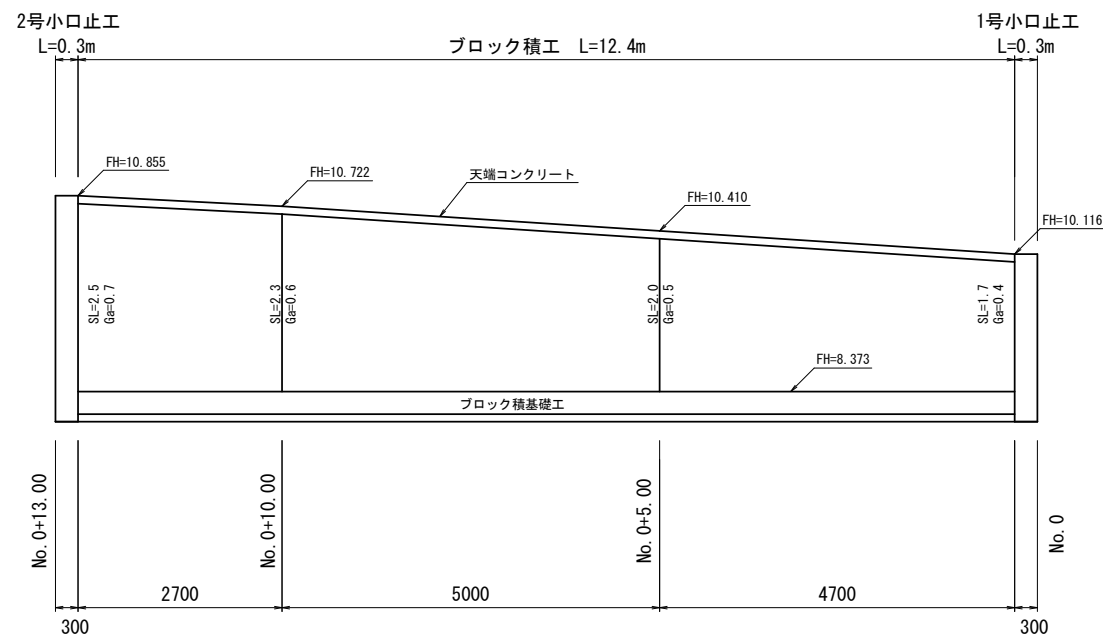 2号小口止工
L=0.3m
ブロック積工 L=12.4m
1号小口止工
L=0.3m
FH=10.855
FH=10.722
天端コンクリート
FH=10.410
FH=10.116
SL=2.5
Ga=0.7
SL=2.3
Ga=0.6
SL=2.0
Ga=0.5
SL=1.7
Ga=0.4
FH=8.373
ブロック積基礎工
No.0+13.00
No.0+10.00
No.0+5.00
No.0
2700
5000
4700
300
300